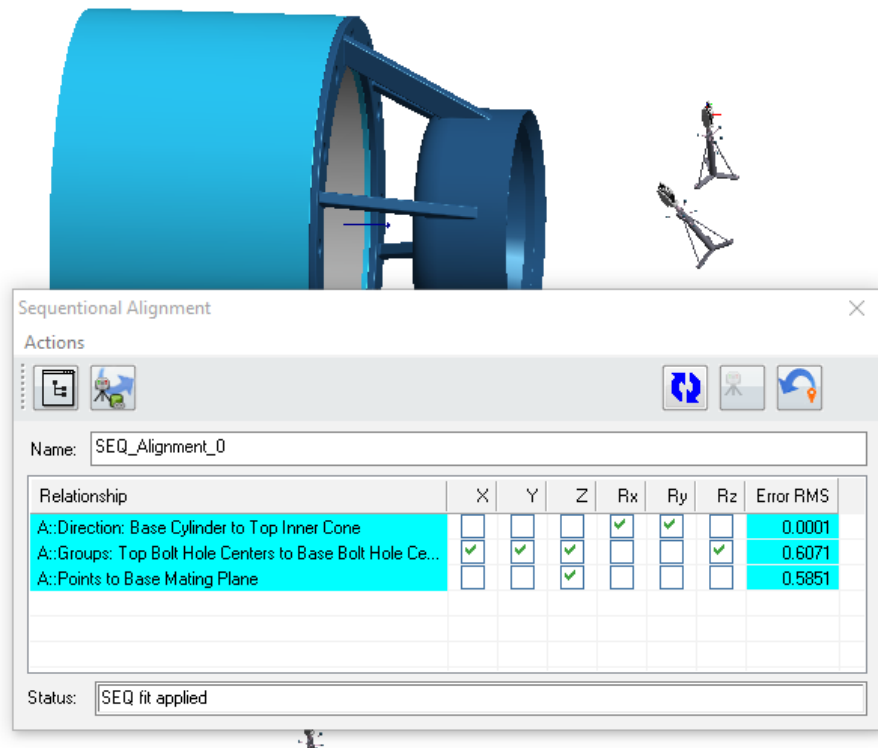 Sequentional Alignment
Actions
Name: SEQ_Alignment_0
Relationship X Y Z Rx Ry Rz Error RMS
A::Direction: Base Cylinder to Top Inner Cone 0.0001
A::Groups: Top Bolt Hole Centers to Base Bolt Hole Ce... 0.6071
A::Points to Base Mating Plane 0.5851
Status: SEQ fit applied